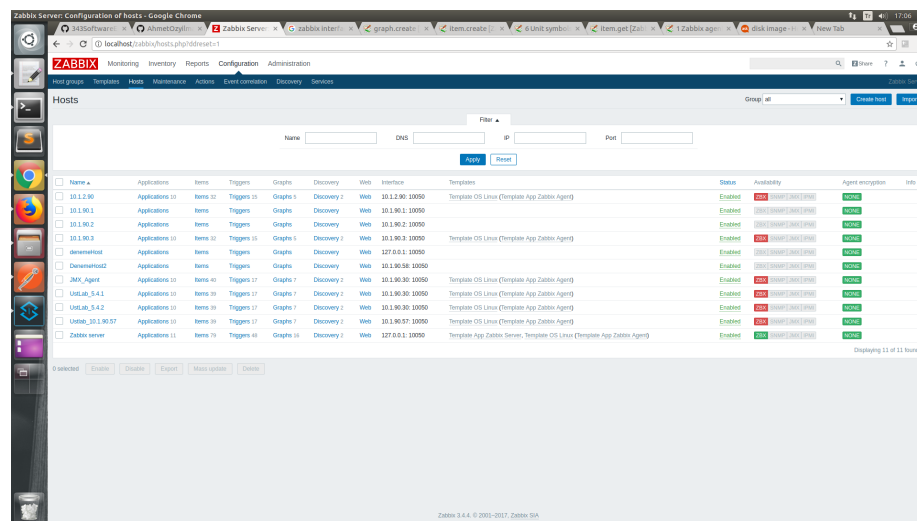 Zabbix Server: Configuration of hosts - Google Chrome
Tr 17:06
343Software AhmetOzyilm Zabbix Server zabbix interfa graph.create item.create [Z 6 Unit symbol item.get [Zab 1 Zabbix agen disk image - New Tab
localhost/zabbix/hosts.php?ddreset=1
ZABBIX Monitoring Inventory Reports Configuration Administration Share ?
Host groups Templates Hosts Maintenance Actions Event correlation Discovery Services Zabbix Ser
Hosts Group all Create host Impor
Filter ▲
Name DNS IP Port
Apply Reset
Name ▲ Applications Items Triggers Graphs Discovery Web Interface Templates Status Availability Agent encryption Info
10.1.2.90 Applications 10 Items 32 Triggers 15 Graphs 5 Discovery 2 Web 10.1.2.90: 10050 Template OS Linux (Template App Zabbix Agent) Enabled ZBX SNMP JMX IPMI NONE
10.1.90.1 Applications Items Triggers Graphs Discovery Web 10.1.90.1: 10050 Enabled ZBX SNMP JMX IPMI NONE
10.1.90.2 Applications Items Triggers Graphs Discovery Web 10.1.90.2: 10050 Enabled ZBX SNMP JMX IPMI NONE
10.1.90.3 Applications 10 Items 32 Triggers 15 Graphs 5 Discovery 2 Web 10.1.90.3: 10050 Template OS Linux (Template App Zabbix Agent) Enabled ZBX SNMP JMX IPMI NONE
denemeHost Applications Items Triggers Graphs Discovery Web 127.0.0.1: 10050 Enabled ZBX SNMP JMX IPMI NONE
DenemeHost2 Applications Items Triggers Graphs Discovery Web 10.1.90.58: 10050 Enabled ZBX SNMP JMX IPMI NONE
JMX_Agent Applications 10 Items 40 Triggers 17 Graphs 7 Discovery 2 Web 10.1.90.30: 10050 Template OS Linux (Template App Zabbix Agent) Enabled ZBX SNMP JMX IPMI NONE
UstLab_5.4.1 Applications 10 Items 39 Triggers 17 Graphs 7 Discovery 2 Web 10.1.90.30: 10050 Template OS Linux (Template App Zabbix Agent) Enabled ZBX SNMP JMX IPMI NONE
UstLab_5.4.2 Applications 10 Items 39 Triggers 17 Graphs 7 Discovery 2 Web 10.1.90.30: 10050 Template OS Linux (Template App Zabbix Agent) Enabled ZBX SNMP JMX IPMI NONE
Ustlab_10.1.90.57 Applications 10 Items 39 Triggers 17 Graphs 7 Discovery 2 Web 10.1.90.57: 10050 Template OS Linux (Template App Zabbix Agent) Enabled ZBX SNMP JMX IPMI NONE
Zabbix server Applications 11 Items 79 Triggers 48 Graphs 16 Discovery 2 Web 127.0.0.1: 10050 Template App Zabbix Server, Template OS Linux (Template App Zabbix Agent) Enabled ZBX SNMP JMX IPMI NONE
Displaying 11 of 11 foun
0 selected Enable Disable Export Mass update Delete
Zabbix 3.4.4. © 2001–2017, Zabbix SIA